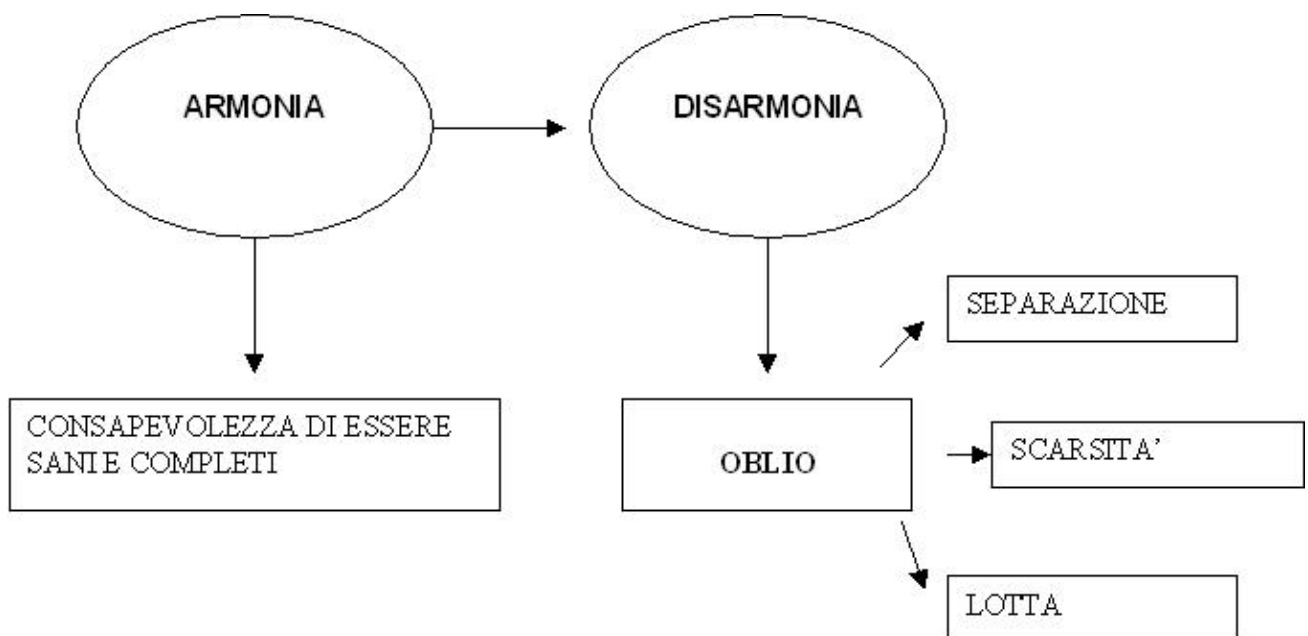 ARMONIA
DISARMONIA
SEPARAZIONE
CONSAPEVOLEZZA DI ESSERE
SANI E COMPLETI
OBLIO
SCARSITA’
LOTTA